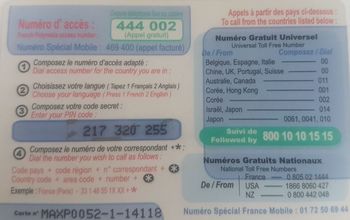 Numéro d'accès :
444 002
(Appel gratuit)
Numéro Spécial Mobile : 469 400 (appel facturé)
1 Composez le numéro d'accès adapté :
Dial access number for the country you are in :
2 Choisissez votre langue ( Tapez 1 Français 2 Anglais )
Choose your language ( Press 1 French 2 English )
3 Composez votre code secret :
Enter your PIN code :
217 320 255
4 Composez le numéro de votre correspondant + * :
Dial the number you wish to call as follows :
Code pays + code région + n° correspondant + *
Country code + area code + number + *
Exemple : France (Paris) - 33 1 48 55 1X XX + *
Carte n° MAXP0052-1-14118
Appels à partir des pays ci-dessous :
To call from the countries listed below :
Numéro Gratuit Universel
Universal Toll Free Number
De / From Composez / Dial
Belgique, Espagne, Italie 00
Chine, UK, Portugal, Suisse 00
Australie, Canada 011
Corée, Hong Kong 001
Corée 002
Israël, Japon 014
Japon 0061, 0041, 010
Suivi de
Followed by
800 10 10 15 15
Numéros Gratuits Nationaux
National Toll Free Numbers
De / From
France 0 805 02 1444
USA 1866 8060 427
NZ 0 800 442 048
Numéro Spécial Mobile France : 01 72 50 69 44